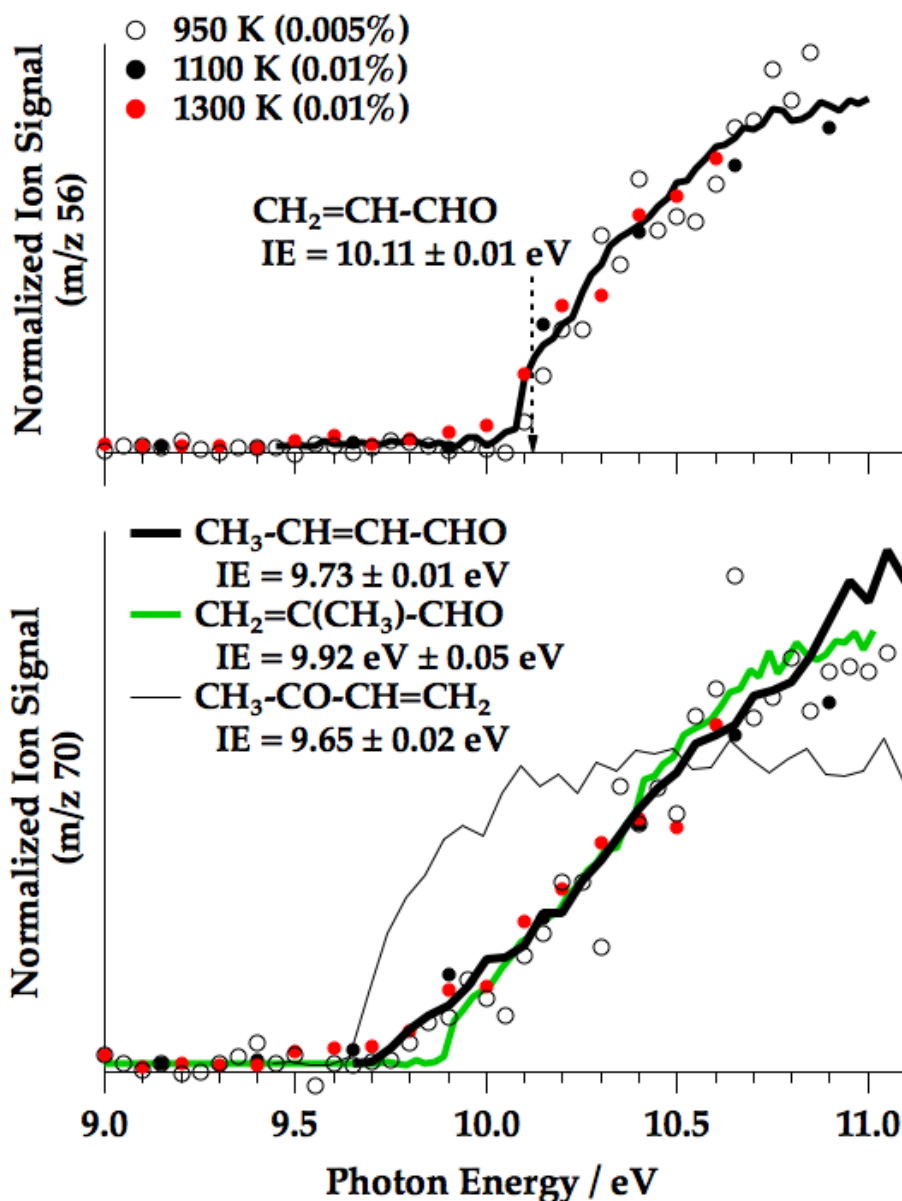 950 K (0.005%)
1100 K (0.01%)
1300 K (0.01%)
Normalized Ion Signal
(m/z 56)
CH₂=CH-CHO
IE = 10.11 ± 0.01 eV
CH₃-CH=CH-CHO
IE = 9.73 ± 0.01 eV
CH₂=C(CH₃)-CHO
IE = 9.92 eV ± 0.05 eV
CH₃-CO-CH=CH₂
IE = 9.65 ± 0.02 eV
Normalized Ion Signal
(m/z 70)
9.0 9.5 10.0 10.5 11.0
Photon Energy / eV